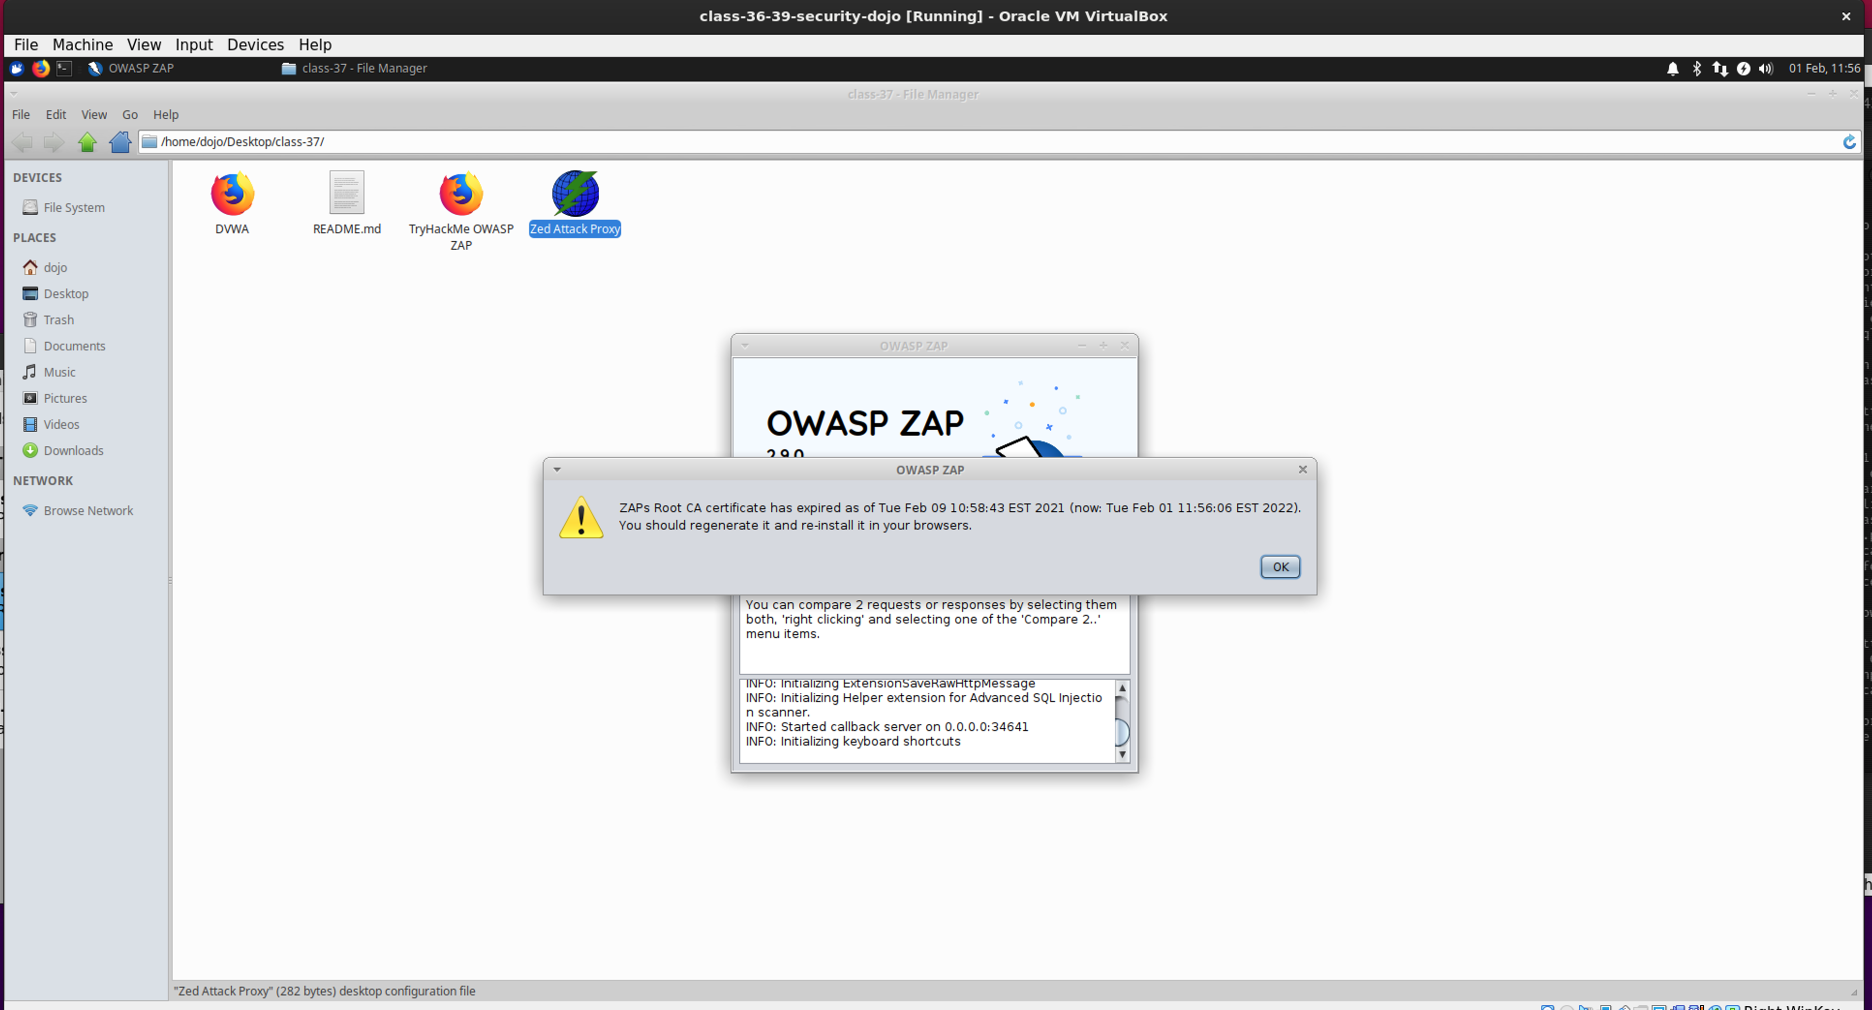 class-36-39-security-dojo [Running] - Oracle VM VirtualBox
File Machine View Input Devices Help
OWASP ZAP
class-37 - File Manager
01 Feb, 11:56
class-37 - File Manager
File Edit View Go Help
/home/dojo/Desktop/class-37/
DEVICES
File System
PLACES
dojo
Desktop
Trash
Documents
Music
Pictures
Videos
Downloads
NETWORK
Browse Network
DVWA
README.md
TryHackMe OWASP
ZAP
Zed Attack Proxy
OWASP ZAP
OWASP ZAP
2.9.0
OWASP ZAP
ZAPs Root CA certificate has expired as of Tue Feb 09 10:58:43 EST 2021 (now: Tue Feb 01 11:56:06 EST 2022).
You should regenerate it and re-install it in your browsers.
OK
You can compare 2 requests or responses by selecting them
both, 'right clicking' and selecting one of the 'Compare 2..'
menu items.
INFO: Initializing ExtensionSaveRawHttpMessage
INFO: Initializing Helper extension for Advanced SQL Injectio
n scanner.
INFO: Started callback server on 0.0.0.0:34641
INFO: Initializing keyboard shortcuts
"Zed Attack Proxy" (282 bytes) desktop configuration file
Right WinKey